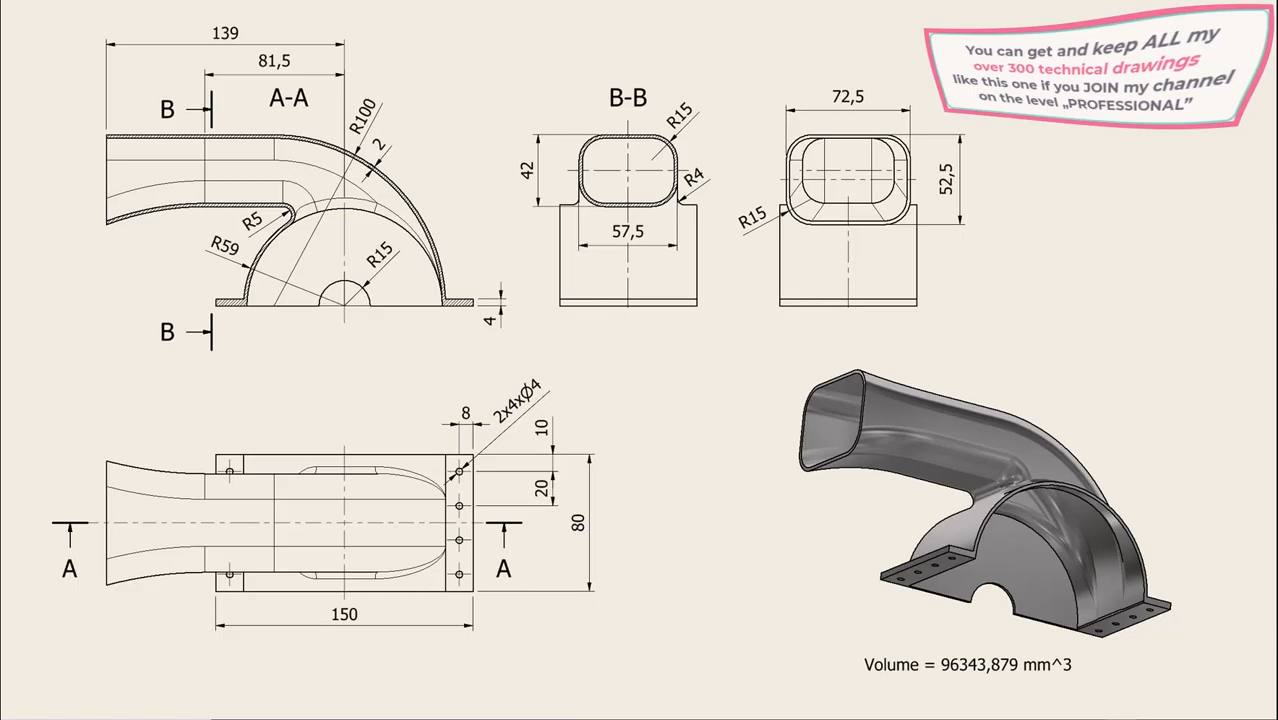 You can get and keep ALL my
over 300 technical drawings
like this one if you JOIN my channel
on the level „PROFESSIONAL”
139
81,5
B
A-A
R100
2
R5
R59
R15
4
B
B-B
R15
42
R4
57,5
72,5
52,5
R15
2x4xØ4
8
10
20
80
A
A
150
Volume = 96343,879 mm^3